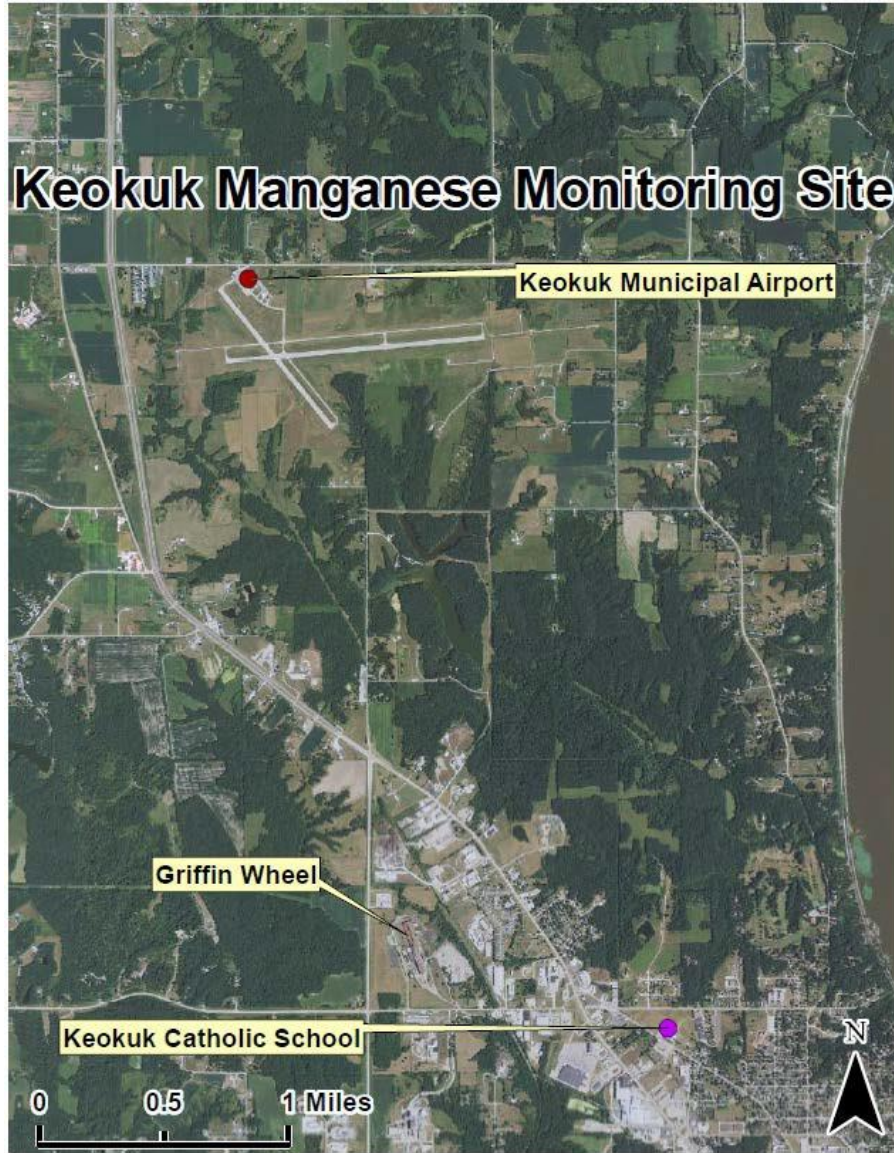 Keokuk Manganese Monitoring Site
Keokuk Municipal Airport
Griffin Wheel
Keokuk Catholic School
N
0 0.5 1 Miles